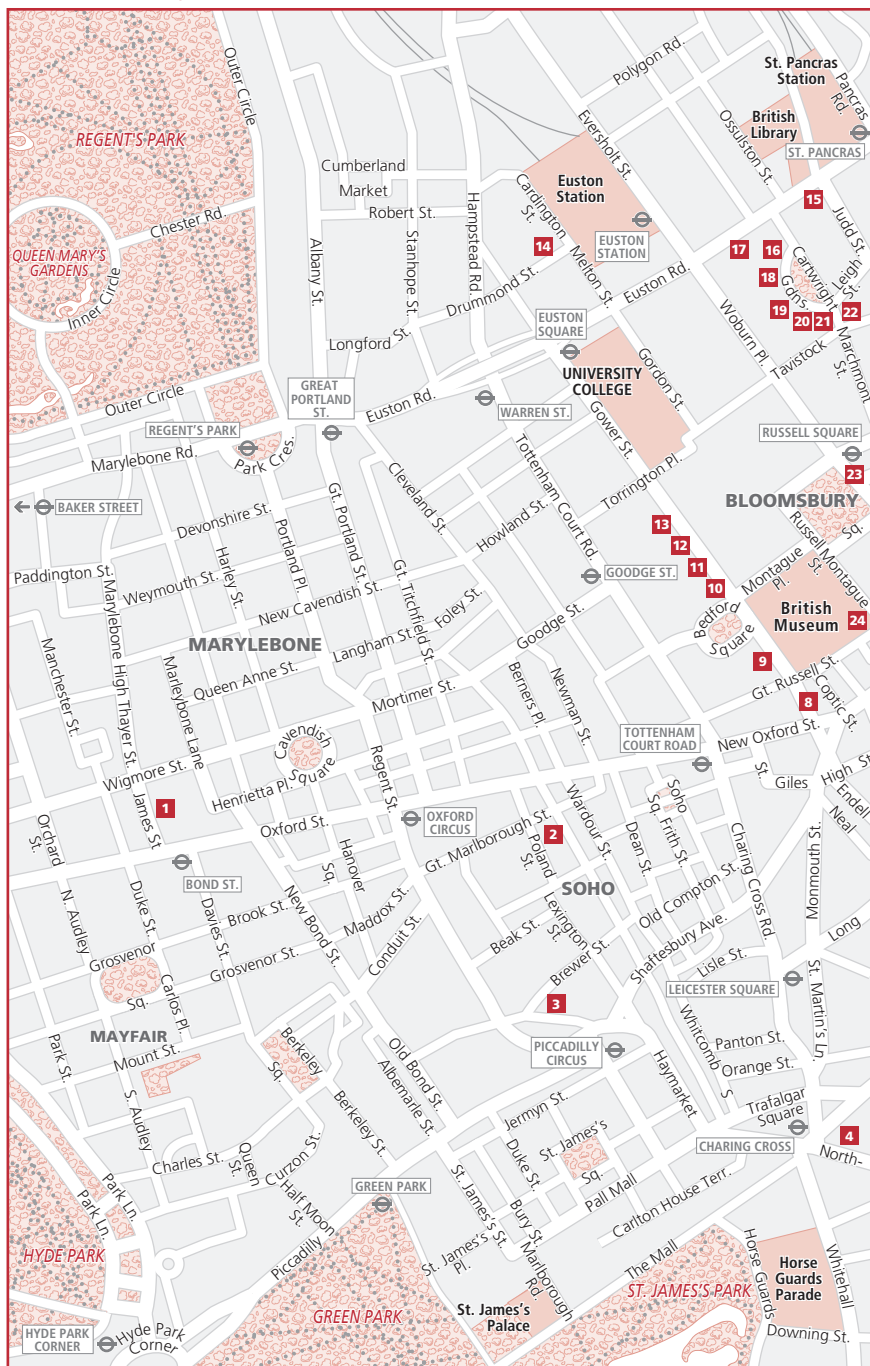 Outer Circle
Polygon Rd.
St. Pancras
Station
Pancras
Rd.
REGENT'S PARK
Eversholt St.
Ossulston St.
British
Library
ST. PANCRAS
Cumberland
Market
Cardington
St.
Euston
Station
Chester Rd.
Robert St.
Hampstead Rd.
15
Judd St.
QUEEN MARY'S
GARDENS
Albany St.
Stanhope St.
14
EUSTON
STATION
17
16
Cartwright
Gdns.
Leigh
St.
Inner Circle
Drummond St.
Melton St.
Euston Rd.
18
19
20
21
22
Longford
St.
EUSTON
SQUARE
Woburn Pl.
Tavistock
Marchmont
St.
Outer Circle
GREAT
PORTLAND
ST.
Euston Rd.
WARREN ST.
UNIVERSITY
COLLEGE
Gordon St.
REGENT'S PARK
Park Cres.
Gower St.
RUSSELL SQUARE
Marylebone Rd.
23
Cleveland St.
Tottenham Court Rd.
Torrington Pl.
BLOOMSBURY
BAKER STREET
Devonshire St.
Portland Pl.
Gt. Portland St.
Howland St.
13
12
11
10
Russell
Sq.
Montague
St.
Paddington St.
Weymouth St.
Harley St.
Gt. Titchfield St.
GOODGE ST.
Montague
Pl.
Marylebone High
Thayer St.
New Cavendish St.
Foley St.
Goodge St.
Bedford
Square
British
Museum
24
MARYLEBONE
Langham St.
Manchester St.
Marleybone Lane
Queen Anne St.
Mortimer St.
Berners Pl.
Newman St.
9
Gt. Russell St.
8
Coptic St.
Cavendish
Square
TOTTENHAM
COURT ROAD
New Oxford St.
Wigmore St.
Regent St.
St.
Giles
High St.
1
Henrietta Pl.
Soho
Sq.
Endell
Neal
James St.
Oxford St.
OXFORD
CIRCUS
Wardour St.
Frith St.
Orchard
St.
Gt. Marlborough St.
2
Poland
St.
Dean St.
Charing Cross Rd.
Monmouth St.
BOND ST.
Hanover
Sq.
SOHO
N. Audley
Duke St.
Davies St.
New Bond St.
Brook St.
Maddox St.
Lexington
St.
Old Compton St.
Grosvenor
Sq.
Grosvenor St.
Conduit St.
Beak St.
Brewer St.
Shaftesbury Ave.
Long
Lisle St.
Carlos Pl.
LEICESTER SQUARE
St. Martin's Ln.
3
MAYFAIR
Whitcomb
S
Park St.
Mount St.
Berkeley
Sq.
Old Bond St.
PICCADILLY
CIRCUS
Panton St.
Haymarket
Orange St.
Albemarle St.
S. Audley
Berkeley St.
Jermyn St.
Trafalgar
Square
St. James's
Sq.
4
Duke St.
CHARING CROSS
Charles St.
Queen
St.
Curzon St.
North-
Park Ln.
Park Ln.
Half Moon
St.
GREEN PARK
Pall Mall
Carlton House Terr.
St. James's St.
Bury St.
HYDE PARK
Piccadilly
St. James's
Pl.
Marlborough
Rd.
The Mall
Horse Guards
Horse
Guards
Parade
Whitehall
ST. JAMES'S PARK
GREEN PARK
St. James's
Palace
HYDE PARK
CORNER
Hyde Park
Corner
Downing St.